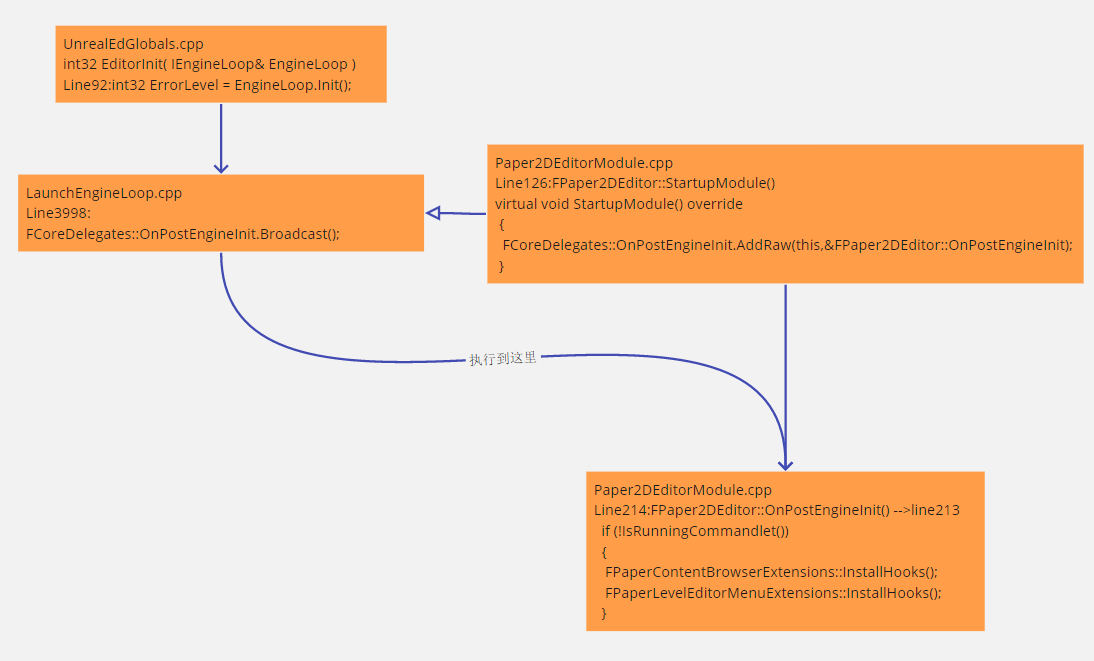 UnrealEdGlobals.cpp
int32 EditorInit( IEngineLoop& EngineLoop )
Line92:int32 ErrorLevel = EngineLoop.Init();
LaunchEngineLoop.cpp
Line3998:
FCoreDelegates::OnPostEngineInit.Broadcast();
Paper2DEditorModule.cpp
Line126:FPaper2DEditor::StartupModule()
virtual void StartupModule() override
{
FCoreDelegates::OnPostEngineInit.AddRaw(this,&FPaper2DEditor::OnPostEngineInit);
}
执行到这里
Paper2DEditorModule.cpp
Line214:FPaper2DEditor::OnPostEngineInit() -->line213
if (!IsRunningCommandlet())
{
FPaperContentBrowserExtensions::InstallHooks();
FPaperLevelEditorMenuExtensions::InstallHooks();
}